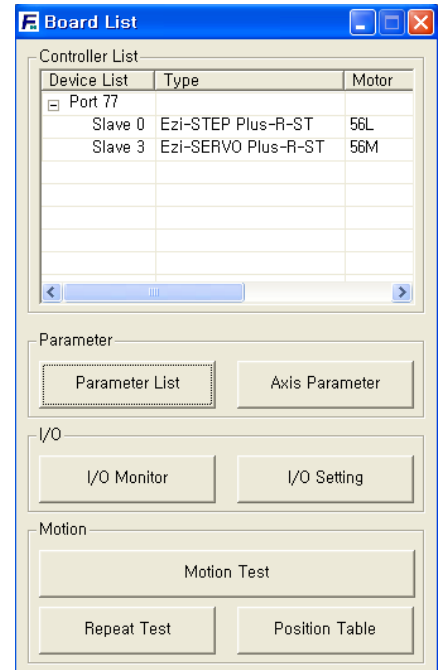 Board List
Controller List
Device List Type Motor
Port 77
Slave 0 Ezi-STEP Plus-R-ST 56L
Slave 3 Ezi-SERVO Plus-R-ST 56M
Parameter
Parameter List Axis Parameter
I/O
I/O Monitor I/O Setting
Motion
Motion Test
Repeat Test Position Table